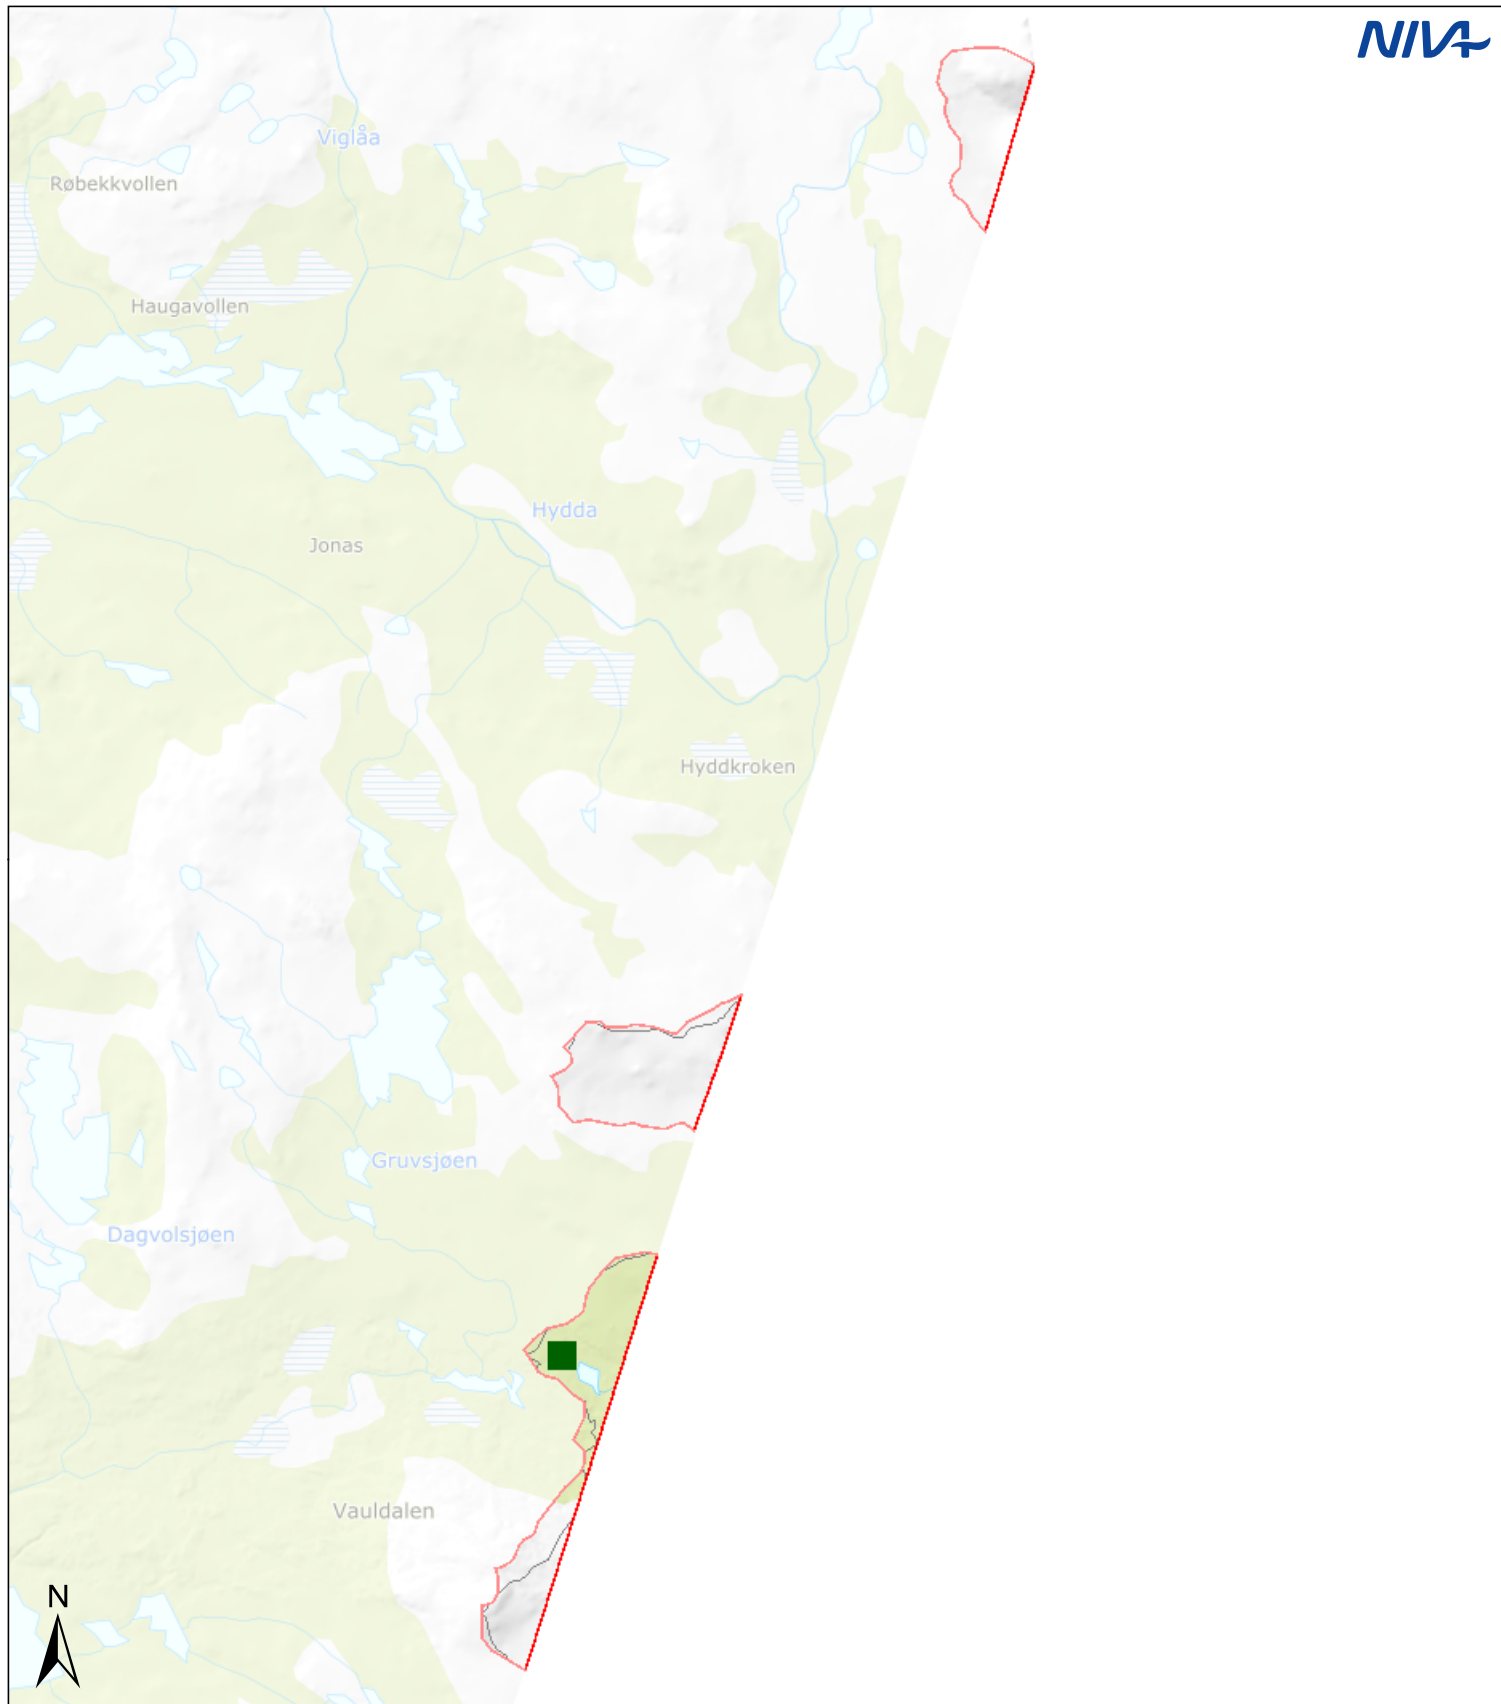 NIVA
Viglåa
Røbekkvollen
Haugavollen
Hydda
Jonas
Hyddkroken
Gruvsjøen
Dagvolsjøen
Vauldalen
N